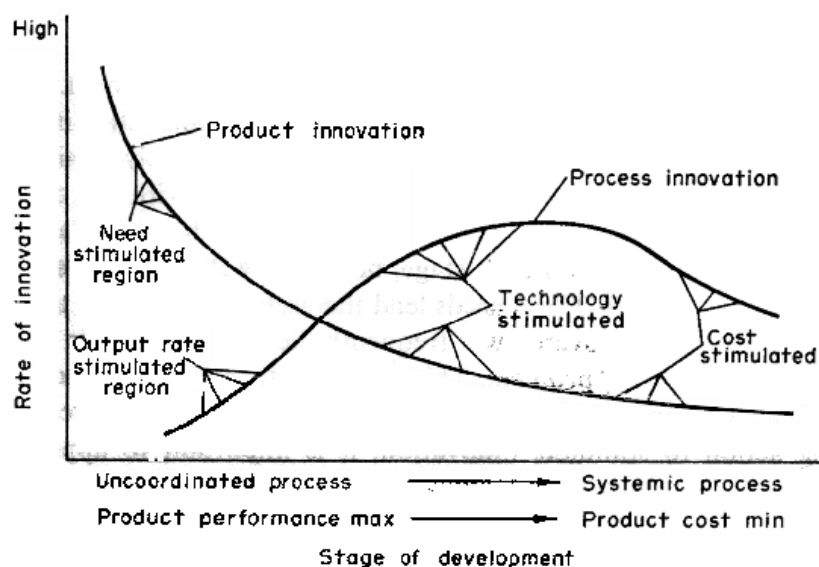 High
Product innovation
Process innovation
Need
stimulated
region
Technology
stimulated
Cost
stimulated
Output rate
stimulated
region
Rate of innovation
Uncoordinated process
Systemic process
Product performance max
Product cost min
Stage of development